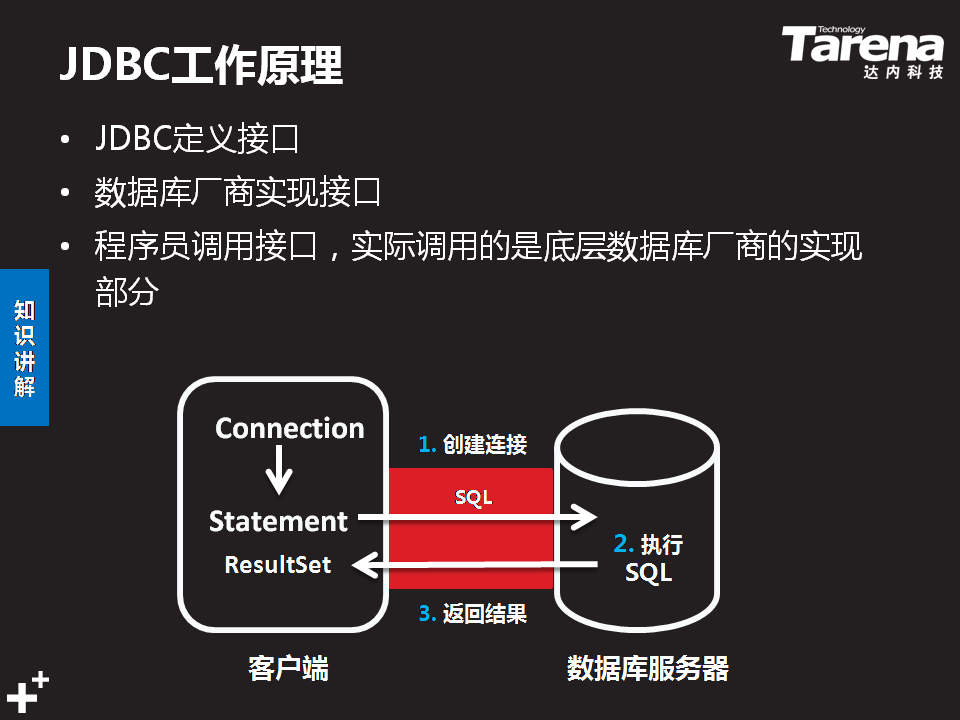 Technology
Tarena
达内科技
JDBC工作原理
• JDBC定义接口
• 数据库厂商实现接口
• 程序员调用接口，实际调用的是底层数据库厂商的实现
部分
知识讲解
Connection
1. 创建连接
SQL
Statement
2. 执行
SQL
ResultSet
3. 返回结果
客户端
数据库服务器